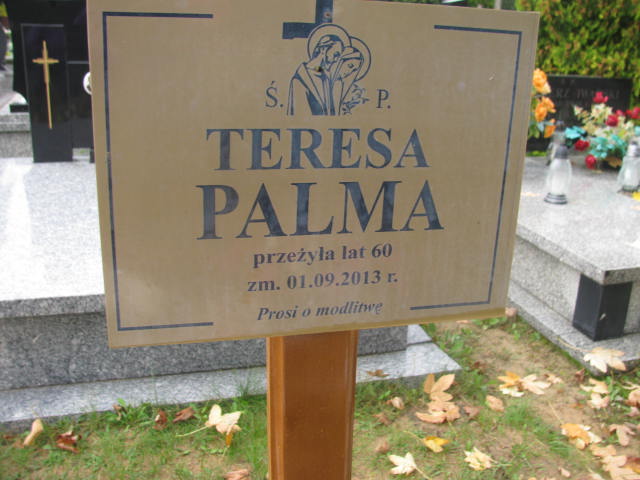 Ś. P.
TERESA
PALMA
przeżyła lat 60
zm. 01.09.2013 r.
Prosi o modlitwę